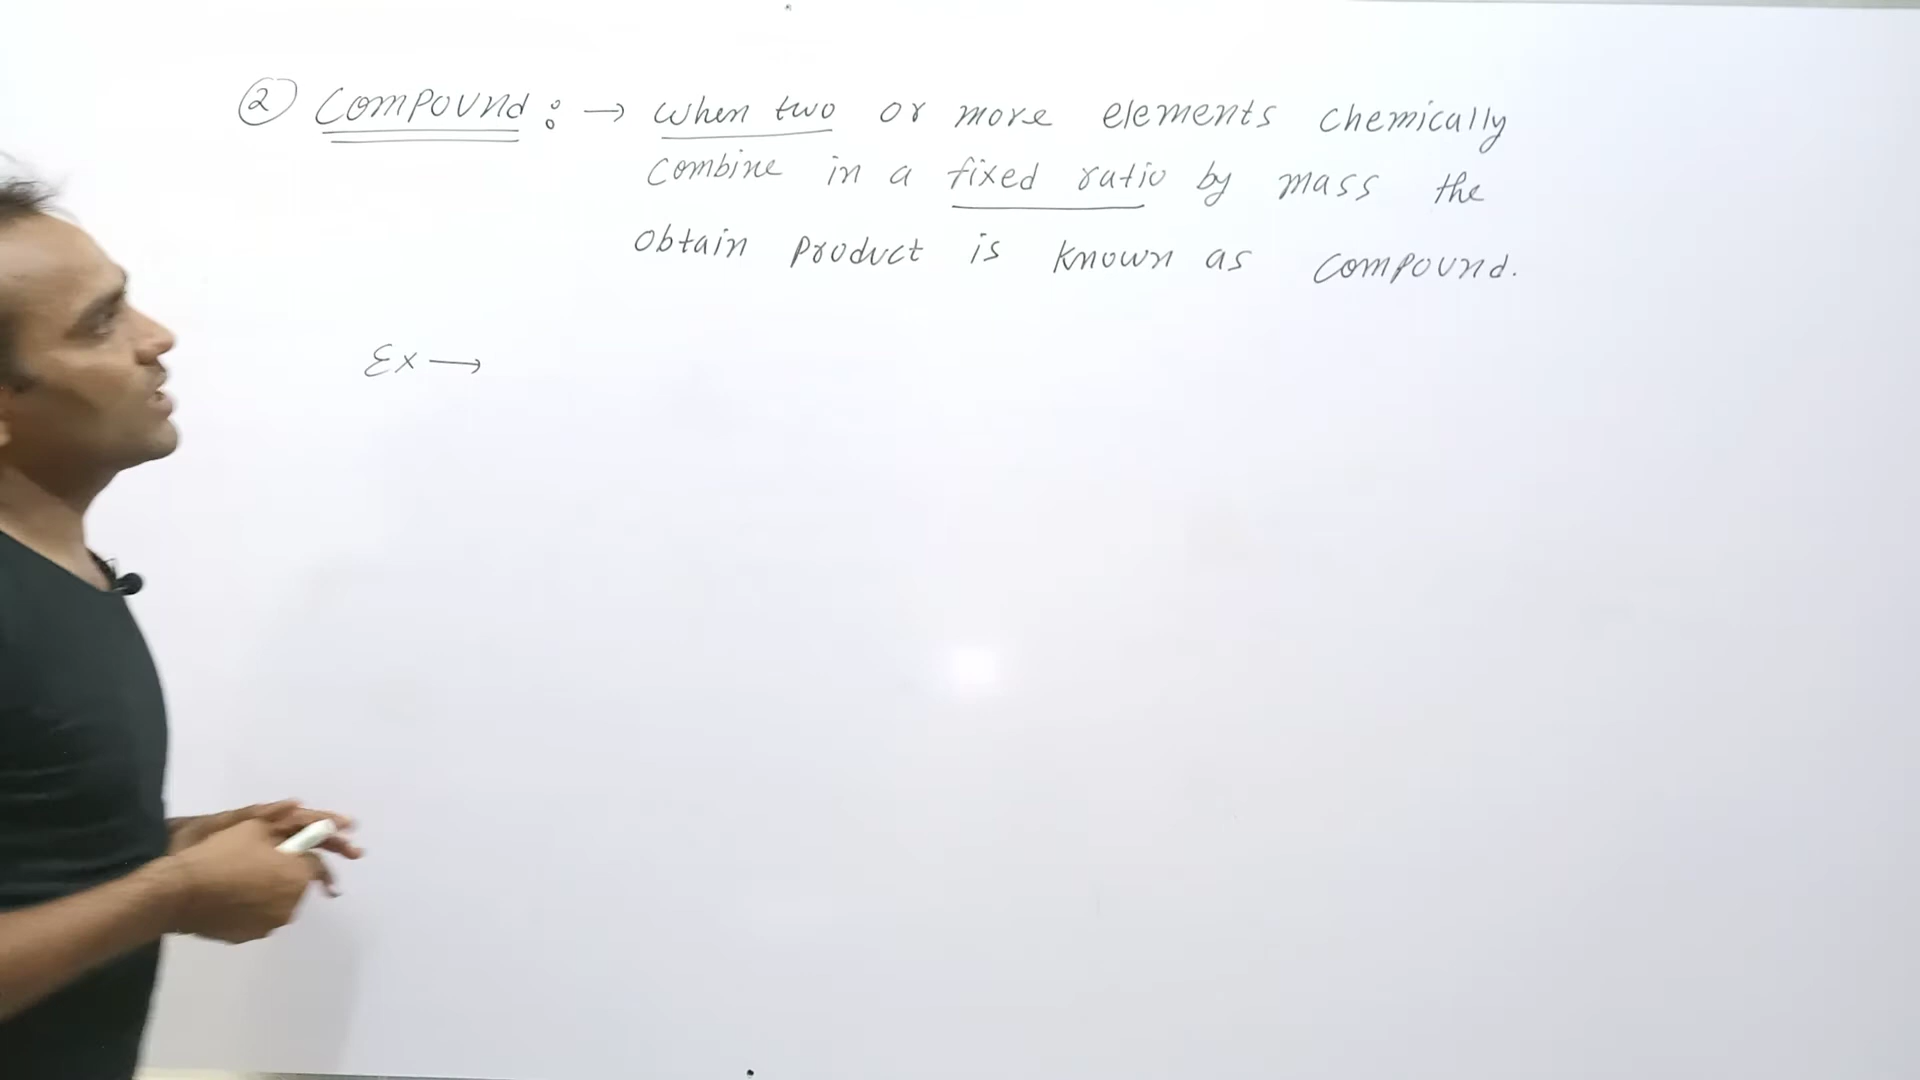 ② Compound : → when two or more elements chemically
combine in a fixed ratio by mass the
obtain product is known as compound.
Ex →